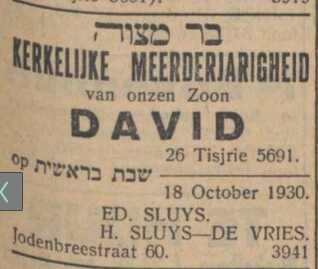 בר מצוה
KERKELIJKE MEERDERJARIGHEID
van onzen Zoon
DAVID
26 Tisjrie 5691.
op שבת בראשית
18 October 1930.
ED. SLUYS.
H. SLUYS—DE VRIES.
Jodenbreestraat 60. 3941